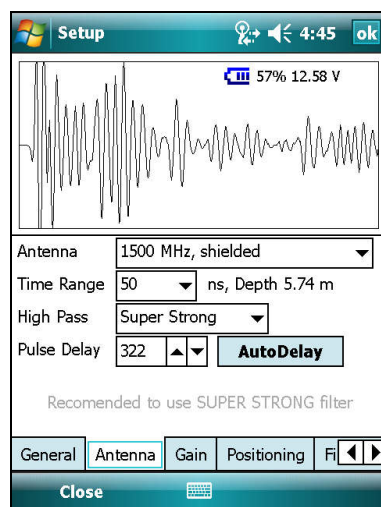 Setup 4:45 ok
57% 12.58 V
Antenna 1500 MHz, shielded
Time Range 50 ns, Depth 5.74 m
High Pass Super Strong
Pulse Delay 322 AutoDelay
Recomended to use SUPER STRONG filter
General Antenna Gain Positioning Fi
Close